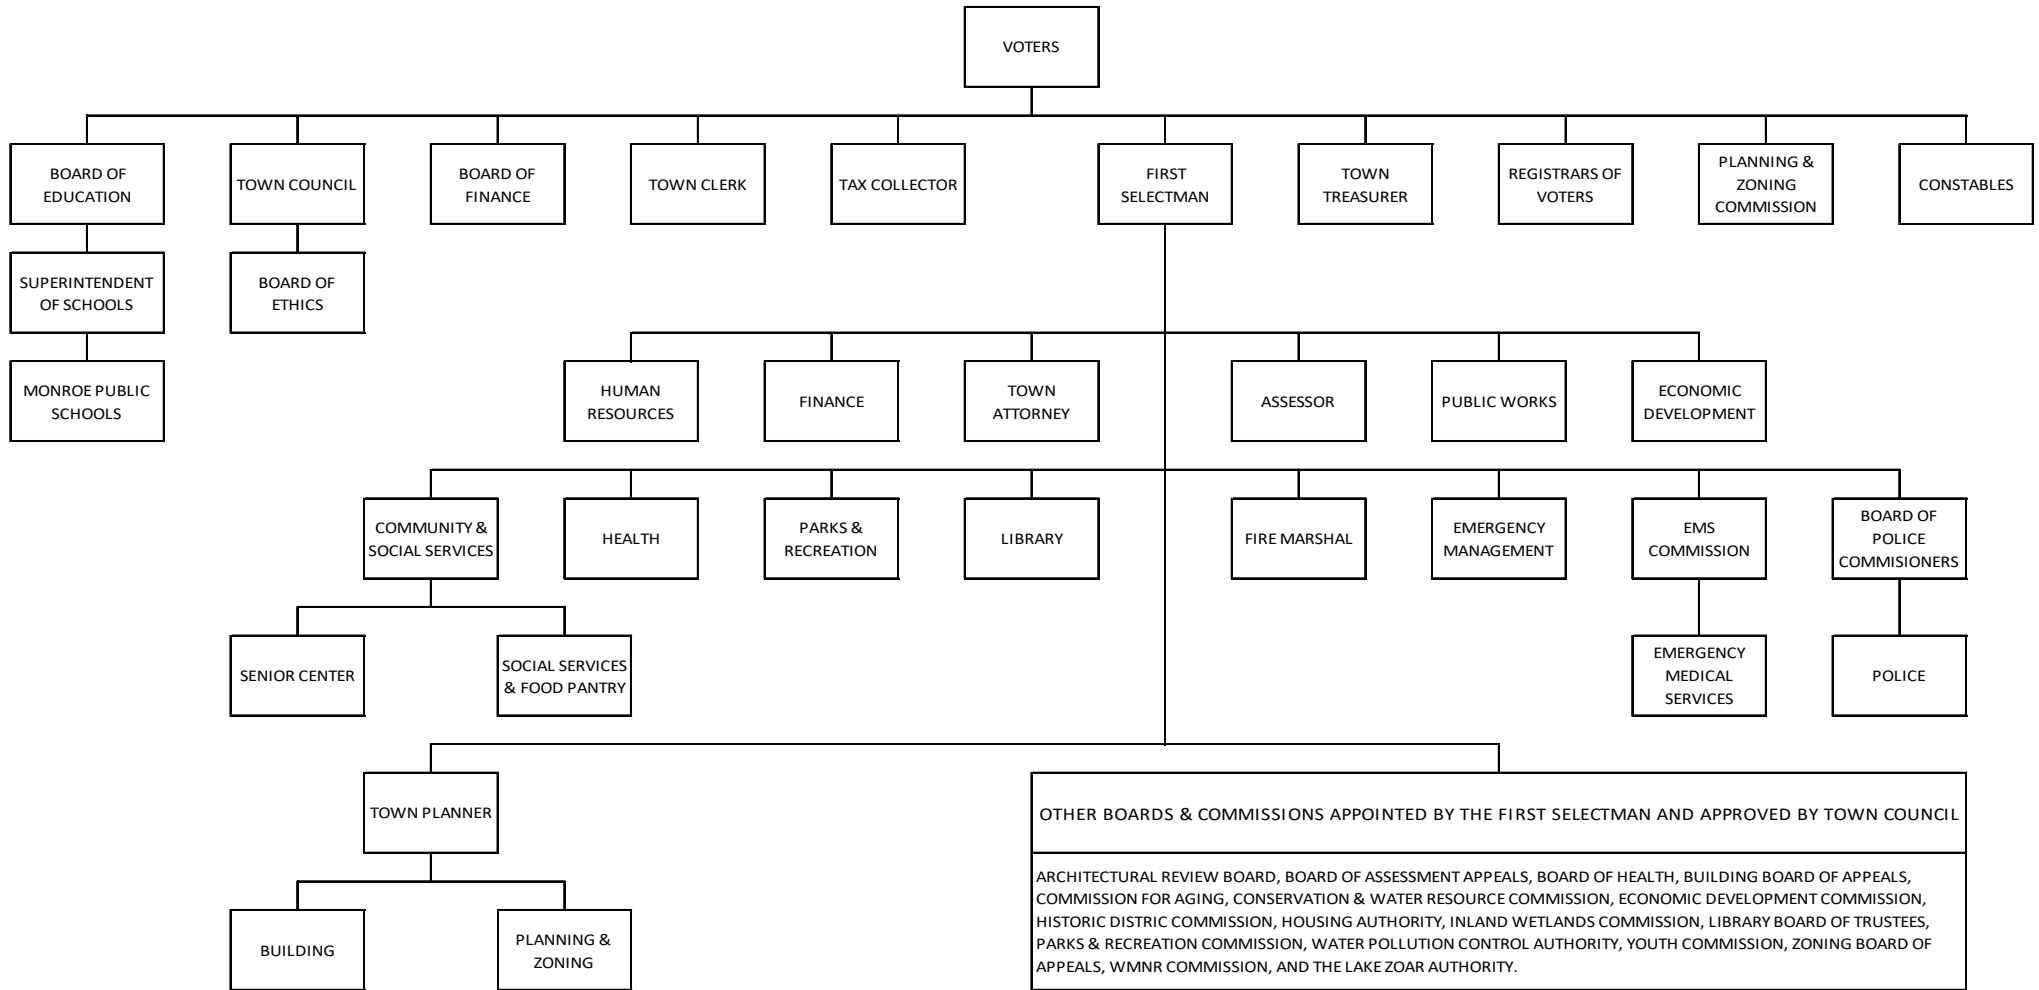 VOTERS
BOARD OF
EDUCATION
TOWN COUNCIL
BOARD OF
FINANCE
TOWN CLERK
TAX COLLECTOR
FIRST
SELECTMAN
TOWN
TREASURER
REGISTRARS OF
VOTERS
PLANNING &
ZONING
COMMISSION
CONSTABLES
SUPERINTENDENT
OF SCHOOLS
BOARD OF
ETHICS
MONROE PUBLIC
SCHOOLS
HUMAN
RESOURCES
FINANCE
TOWN
ATTORNEY
ASSESSOR
PUBLIC WORKS
ECONOMIC
DEVELOPMENT
COMMUNITY &
SOCIAL SERVICES
HEALTH
PARKS &
RECREATION
LIBRARY
FIRE MARSHAL
EMERGENCY
MANAGEMENT
EMS
COMMISSION
BOARD OF
POLICE
COMMISIONERS
SENIOR CENTER
SOCIAL SERVICES
& FOOD PANTRY
EMERGENCY
MEDICAL
SERVICES
POLICE
TOWN PLANNER
OTHER BOARDS & COMMISSIONS APPOINTED BY THE FIRST SELECTMAN AND APPROVED BY TOWN COUNCIL
ARCHITECTURAL REVIEW BOARD, BOARD OF ASSESSMENT APPEALS, BOARD OF HEALTH, BUILDING BOARD OF APPEALS,
COMMISSION FOR AGING, CONSERVATION & WATER RESOURCE COMMISSION, ECONOMIC DEVELOPMENT COMMISSION,
HISTORIC DISTRIC COMMISSION, HOUSING AUTHORITY, INLAND WETLANDS COMMISSION, LIBRARY BOARD OF TRUSTEES,
PARKS & RECREATION COMMISSION, WATER POLLUTION CONTROL AUTHORITY, YOUTH COMMISSION, ZONING BOARD OF
APPEALS, WMNR COMMISSION, AND THE LAKE ZOAR AUTHORITY.
BUILDING
PLANNING &
ZONING